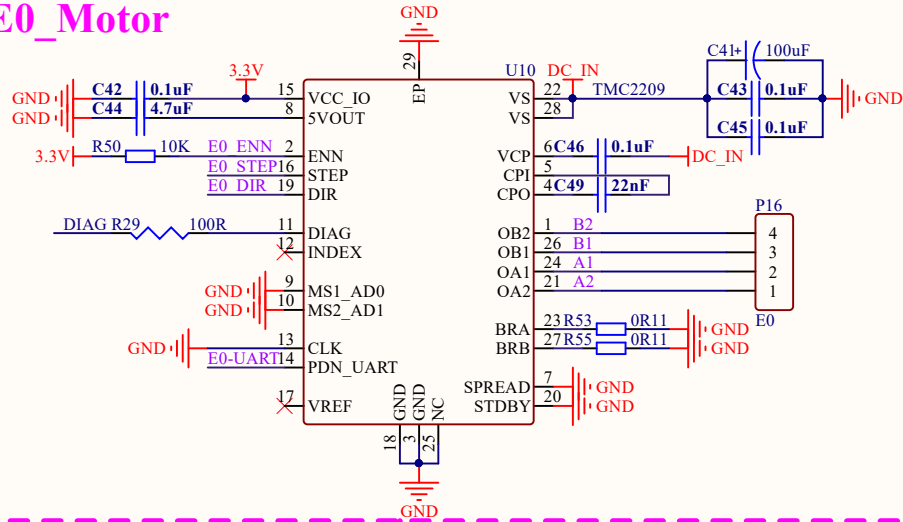 E0_Motor
GND
29
EP
3.3V
GND C42 0.1uF 15 VCC_IO
GND C44 4.7uF 8 5VOUT
3.3V R50 10K E0_ENN 2 ENN
E0_STEP 16 STEP
E0_DIR 19 DIR
DIAG R29 100R 11 DIAG
12 INDEX
GND 9 MS1_AD0
GND 10 MS2_AD1
GND 13 CLK
E0-UART 14 PDN_UART
17 VREF
GND GND NC
18 3 25
GND
U10 DC_IN
VS 22 TMC2209
VS 28
C41+ 100uF
C43 0.1uF GND
C45 0.1uF
VCP 6 C46 0.1uF DC_IN
CPI 5
CPO 4 C49 22nF
P16
OB2 1 B2 4
OB1 26 B1 3
OA1 24 A1 2
OA2 21 A2 1
E0
BRA 23 R53 0R11 GND
BRB 27 R55 0R11 GND
SPREAD 7 GND
STDBY 20 GND